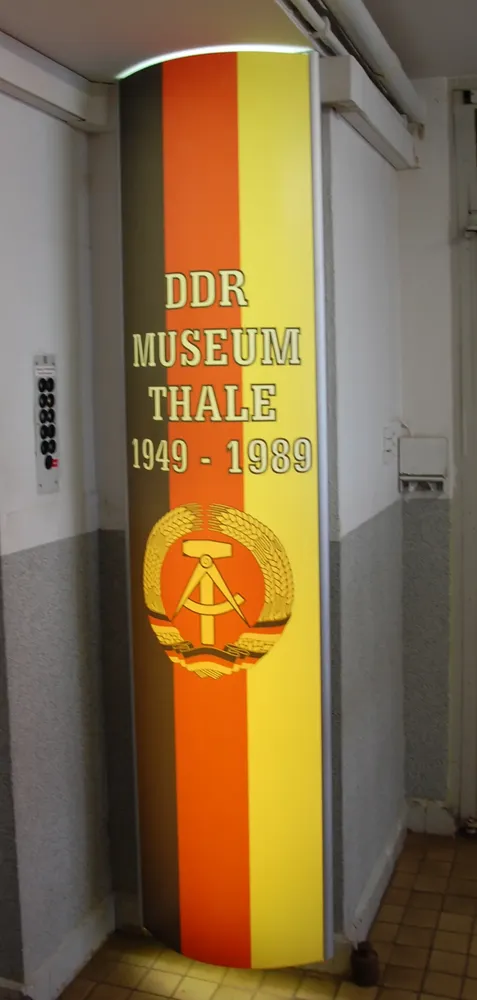 DDR
MUSEUM
THALE
1949 - 1989